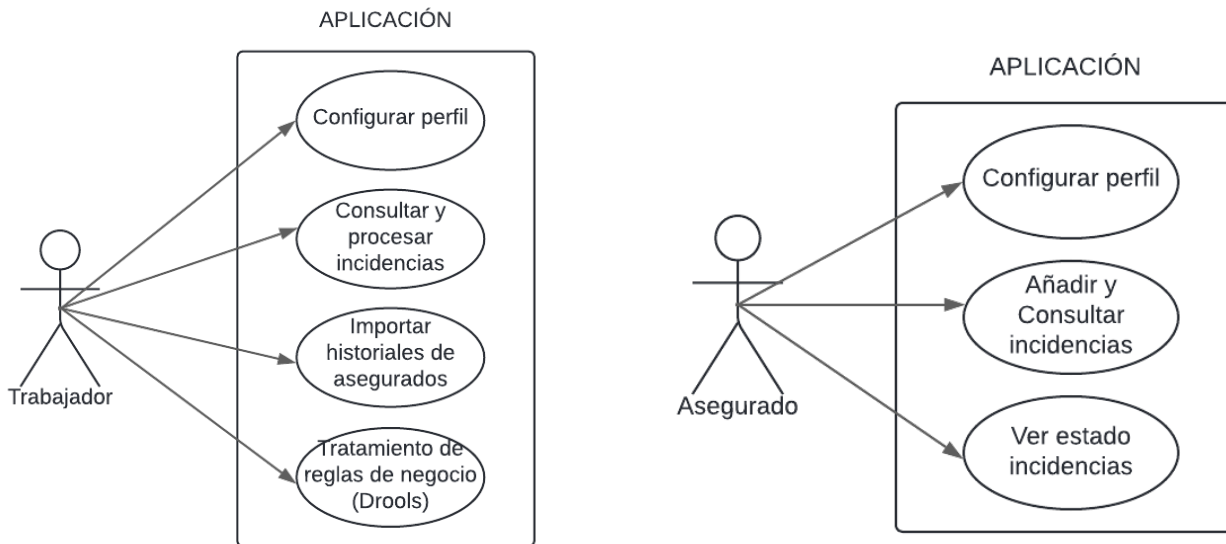 APLICACIÓN
Configurar perfil
Consultar y
procesar
incidencias
Importar
historiales de
asegurados
Tratamiento de
reglas de negocio
(Drools)
Trabajador
APLICACIÓN
Configurar perfil
Añadir y
Consultar
incidencias
Ver estado
incidencias
Asegurado